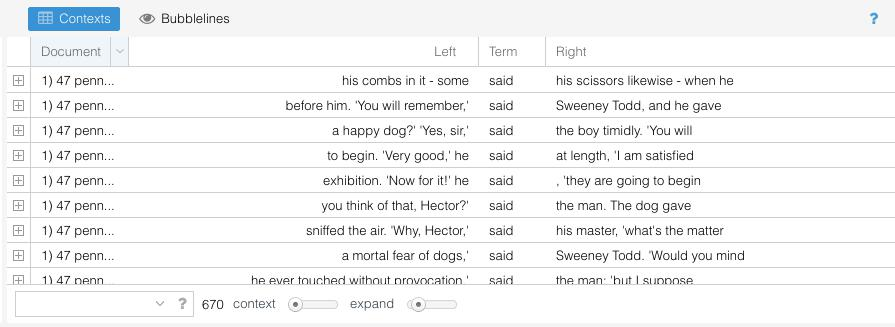 Contexts Bubblelines ?
Document Left Term Right
1) 47 penn... his combs in it - some said his scissors likewise - when he
1) 47 penn... before him. 'You will remember,' said Sweeney Todd, and he gave
1) 47 penn... a happy dog?' 'Yes, sir,' said the boy timidly. 'You will
1) 47 penn... to begin. 'Very good,' he said at length, 'I am satisfied
1) 47 penn... exhibition. 'Now for it!' he said , 'they are going to begin
1) 47 penn... you think of that, Hector?' said the man. The dog gave
1) 47 penn... sniffed the air. 'Why, Hector,' said his master, 'what's the matter
1) 47 penn... a mortal fear of dogs,' said Sweeney Todd. 'Would you mind
1) 47 penn... he ever touched without provocation,' said the man; 'but I suppose
? 670 context expand